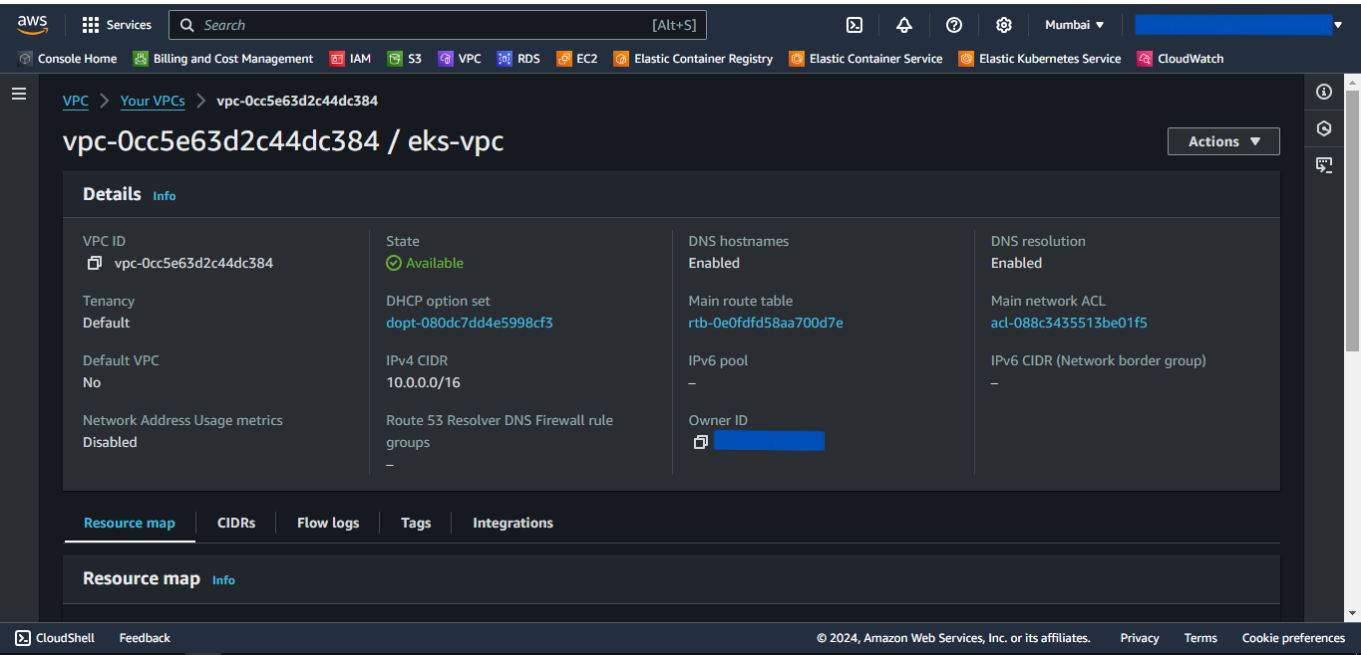 aws Services Search [Alt+S] Mumbai
Console Home Billing and Cost Management IAM S3 VPC RDS EC2 Elastic Container Registry Elastic Container Service Elastic Kubernetes Service CloudWatch
VPC > Your VPCs > vpc-0cc5e63d2c44dc384
vpc-0cc5e63d2c44dc384 / eks-vpc
Actions
Details Info
VPC ID State DNS hostnames DNS resolution
vpc-0cc5e63d2c44dc384 Available Enabled Enabled
Tenancy DHCP option set Main route table Main network ACL
Default dopt-080dc7dd4e5998cf3 rtb-0e0fdfd58aa700d7e acl-088c3435513be01f5
Default VPC IPv4 CIDR IPv6 pool IPv6 CIDR (Network border group)
No 10.0.0.0/16 – –
Network Address Usage metrics Route 53 Resolver DNS Firewall rule Owner ID
Disabled groups
–
Resource map CIDRs Flow logs Tags Integrations
Resource map Info
CloudShell Feedback © 2024, Amazon Web Services, Inc. or its affiliates. Privacy Terms Cookie preferences